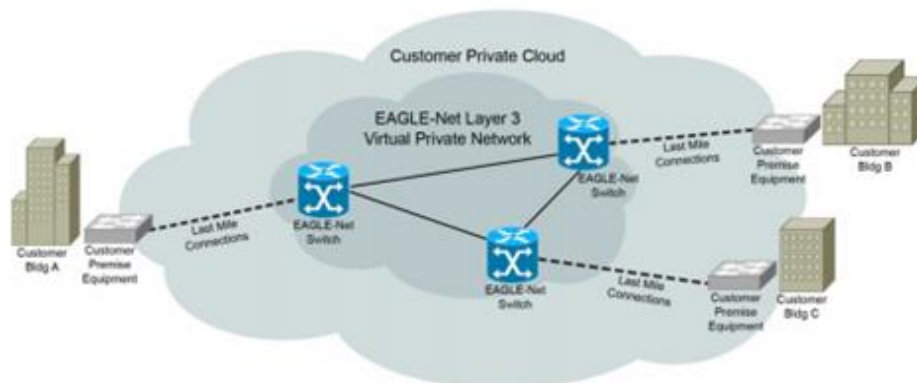 Customer Private Cloud
EAGLE-Net Layer 3
Virtual Private Network
Last Mile
Connections
EAGLE-Net
Switch
Customer
Premise
Equipment
Customer
Bldg B
EAGLE-Net
Switch
Last Mile
Connections
Customer
Bldg A
Customer
Premise
Equipment
EAGLE-Net
Switch
Last Mile
Connections
Customer
Premise
Equipment
Customer
Bldg C